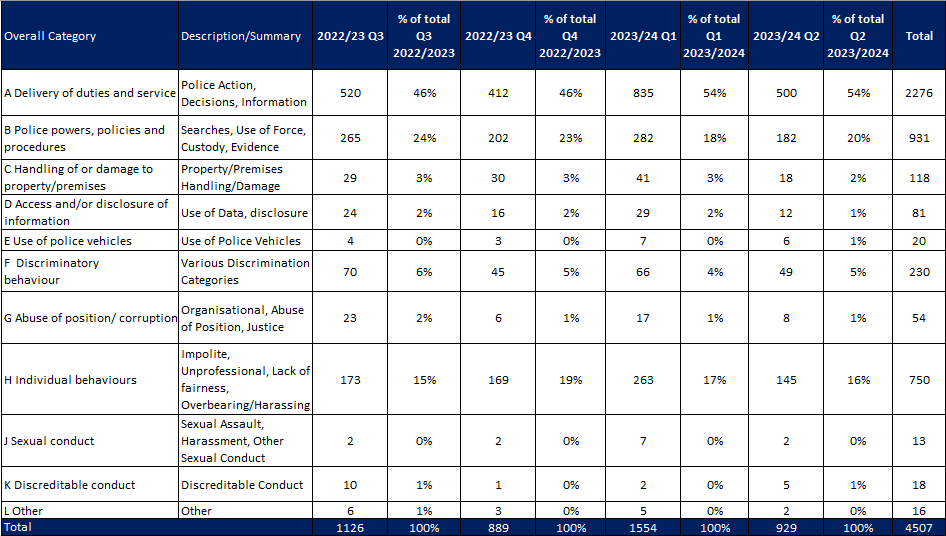 Overall Category Description/Summary 2022/23 Q3 % of total Q3 2022/2023 2022/23 Q4 % of total Q4 2022/2023 2023/24 Q1 % of total Q1 2023/2024 2023/24 Q2 % of total Q2 2023/2024 Total
A Delivery of duties and service Police Action, Decisions, Information 520 46% 412 46% 835 54% 500 54% 2276
B Police powers, policies and procedures Searches, Use of Force, Custody, Evidence 265 24% 202 23% 282 18% 182 20% 931
C Handling of or damage to property/premises Property/Premises Handling/Damage 29 3% 30 3% 41 3% 18 2% 118
D Access and/or disclosure of information Use of Data, disclosure 24 2% 16 2% 29 2% 12 1% 81
E Use of police vehicles Use of Police Vehicles 4 0% 3 0% 7 0% 6 1% 20
F Discriminatory behaviour Various Discrimination Categories 70 6% 45 5% 66 4% 49 5% 230
G Abuse of position/ corruption Organisational, Abuse of Position, Justice 23 2% 6 1% 17 1% 8 1% 54
H Individual behaviours Impolite, Unprofessional, Lack of fairness, Overbearing/Harassing 173 15% 169 19% 263 17% 145 16% 750
J Sexual conduct Sexual Assault, Harassment, Other Sexual Conduct 2 0% 2 0% 7 0% 2 0% 13
K Discreditable conduct Discreditable Conduct 10 1% 1 0% 2 0% 5 1% 18
L Other Other 6 1% 3 0% 5 0% 2 0% 16
Total 1126 100% 889 100% 1554 100% 929 100% 4507